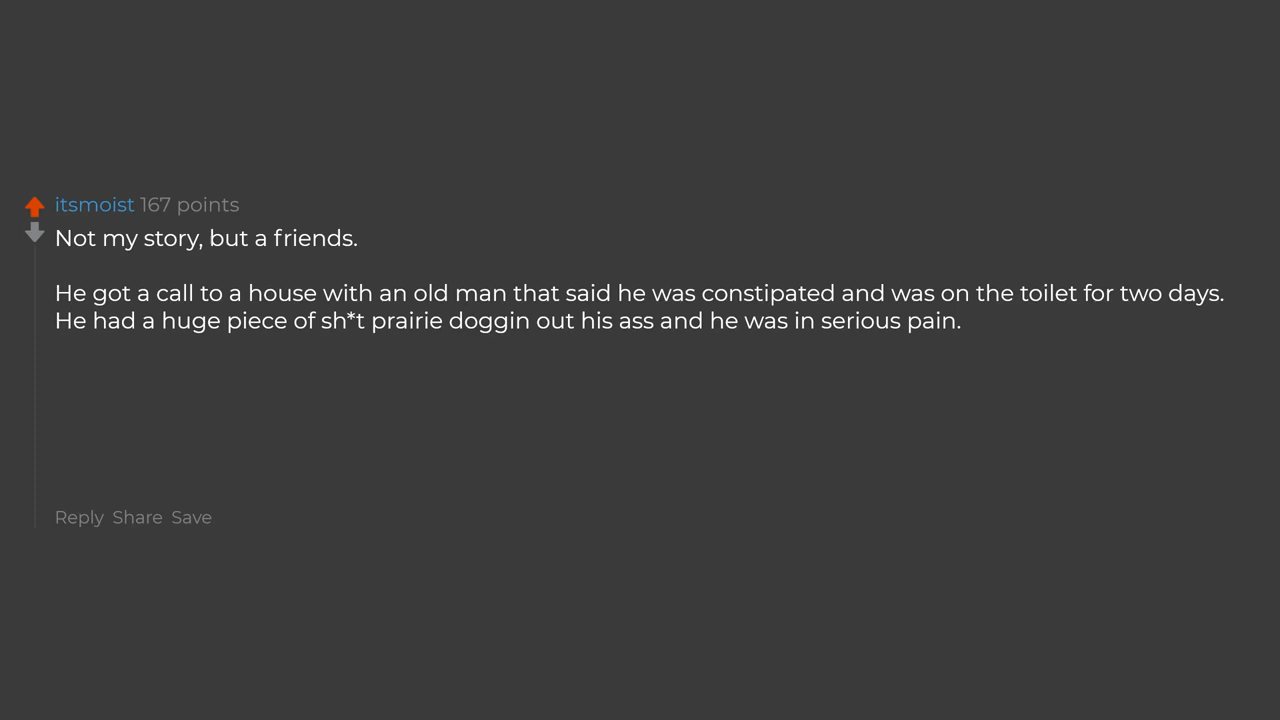 itsmoist 167 points
Not my story, but a friends.
He got a call to a house with an old man that said he was constipated and was on the toilet for two days.
He had a huge piece of sh*t prairie doggin out his ass and he was in serious pain.
Reply Share Save